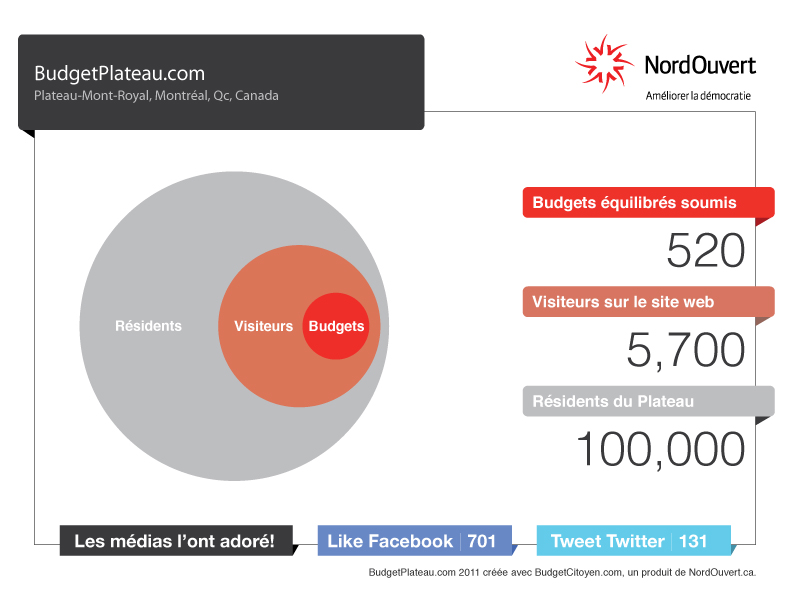 BudgetPlateau.com
Plateau-Mont-Royal, Montréal, Qc, Canada
NordOuvert
Améliorer la démocratie
Résidents
Visiteurs
Budgets
Budgets équilibrés soumis
520
Visiteurs sur le site web
5,700
Résidents du Plateau
100,000
Les médias l'ont adoré!
Like Facebook | 701
Tweet Twitter | 131
BudgetPlateau.com 2011 créée avec BudgetCitoyen.com, un produit de NordOuvert.ca.